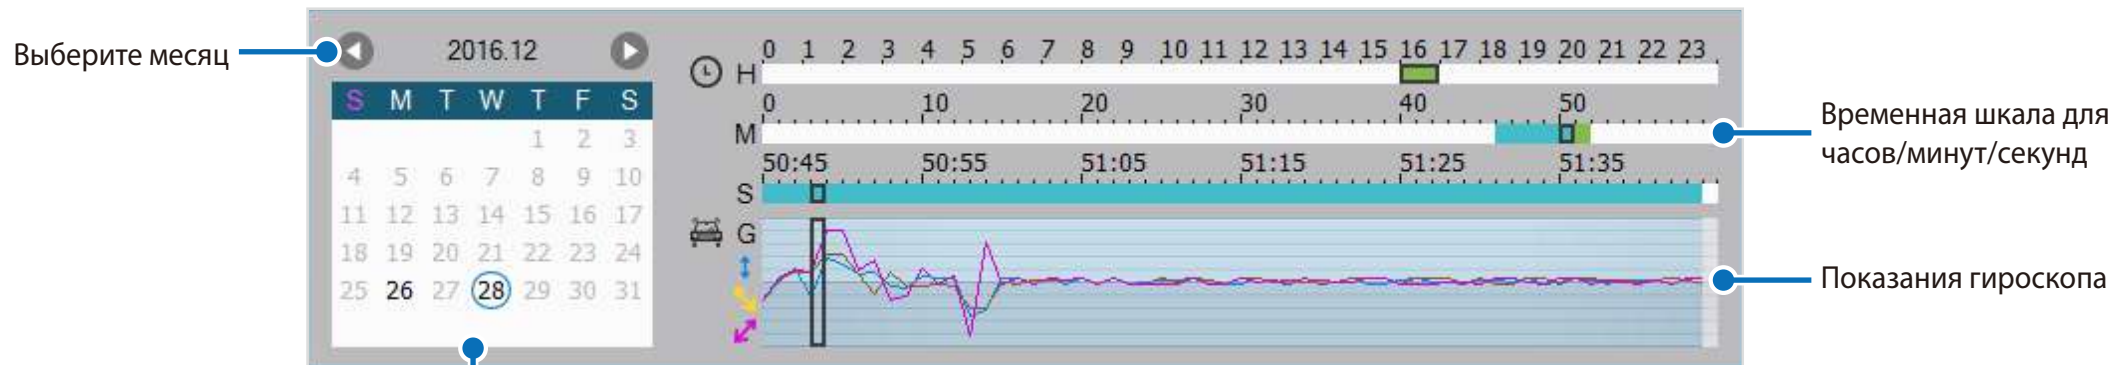 Выберите месяц
2016.12
S M T W T F S
1 2 3
4 5 6 7 8 9 10
11 12 13 14 15 16 17
18 19 20 21 22 23 24
25 26 27 28 29 30 31
0 1 2 3 4 5 6 7 8 9 10 11 12 13 14 15 16 17 18 19 20 21 22 23
H
0 10 20 30 40 50
M
50:45 50:55 51:05 51:15 51:25 51:35
S
G
Временная шкала для
часов/минут/секунд
Показания гироскопа